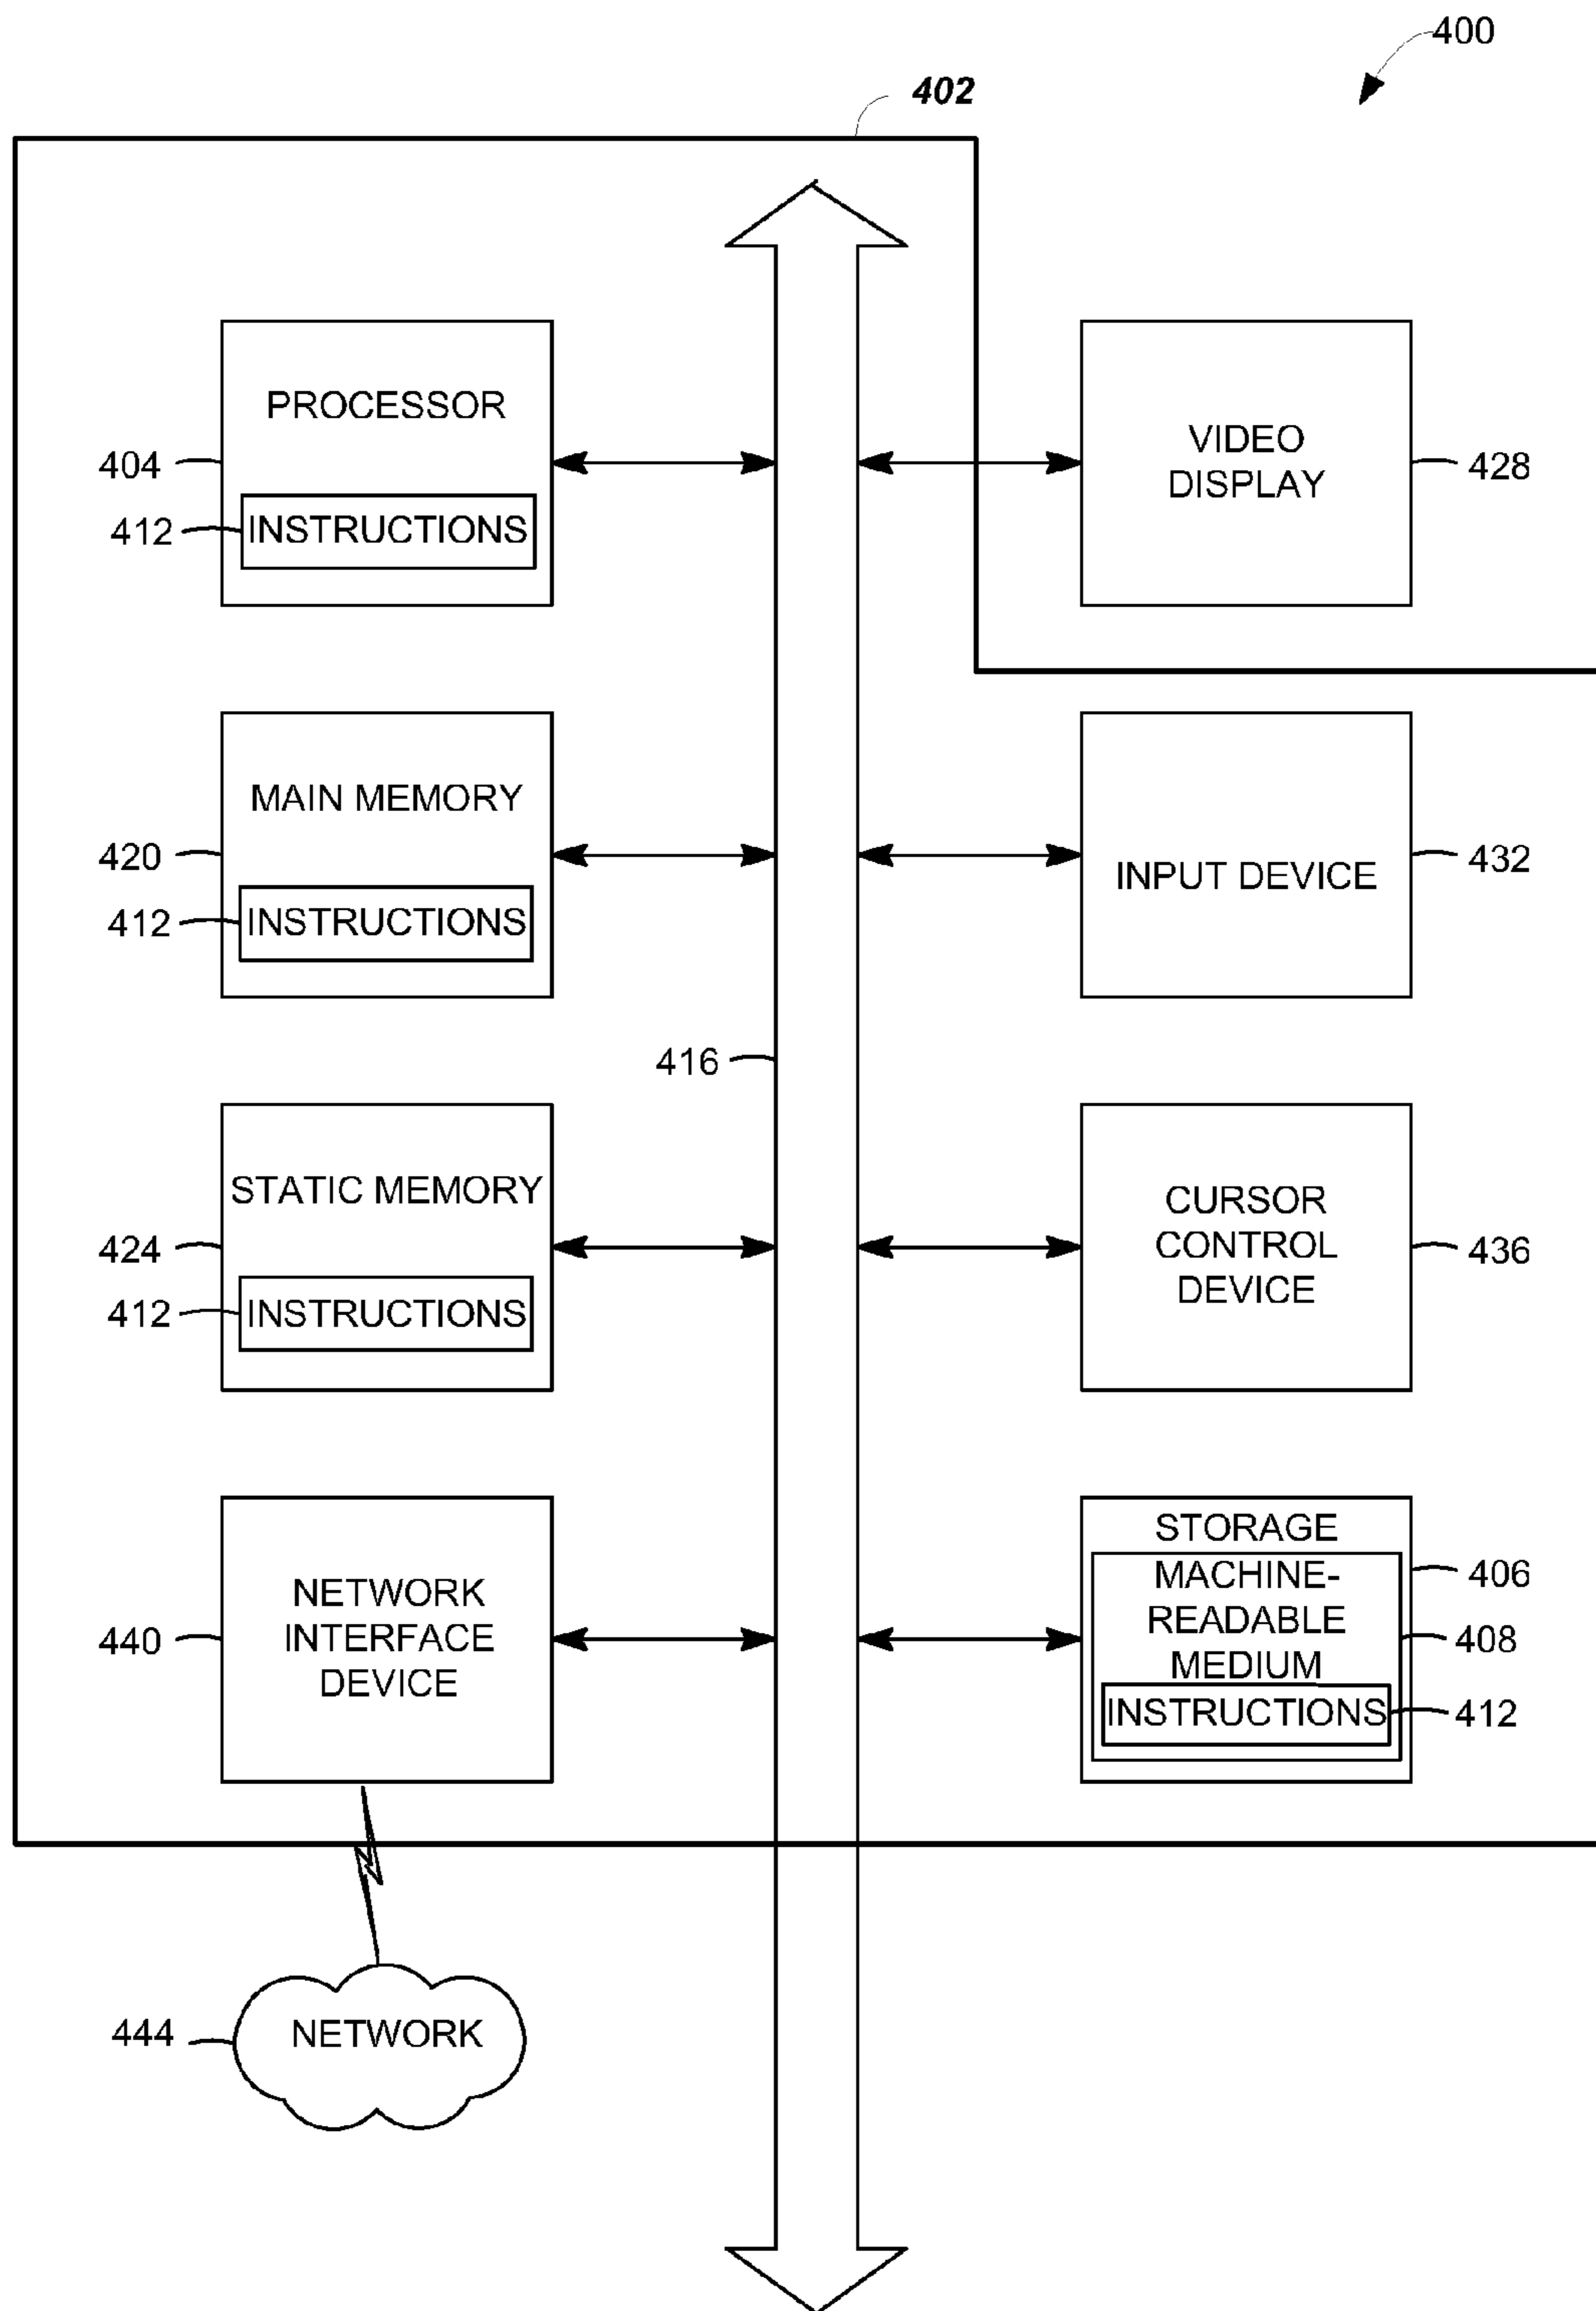 400
402
PROCESSOR
404
412
INSTRUCTIONS
VIDEO
DISPLAY
428
MAIN MEMORY
420
412
INSTRUCTIONS
INPUT DEVICE
432
416
STATIC MEMORY
424
412
INSTRUCTIONS
CURSOR
CONTROL
DEVICE
436
NETWORK
INTERFACE
DEVICE
440
STORAGE
406
MACHINE-
READABLE
MEDIUM
408
INSTRUCTIONS
412
444
NETWORK